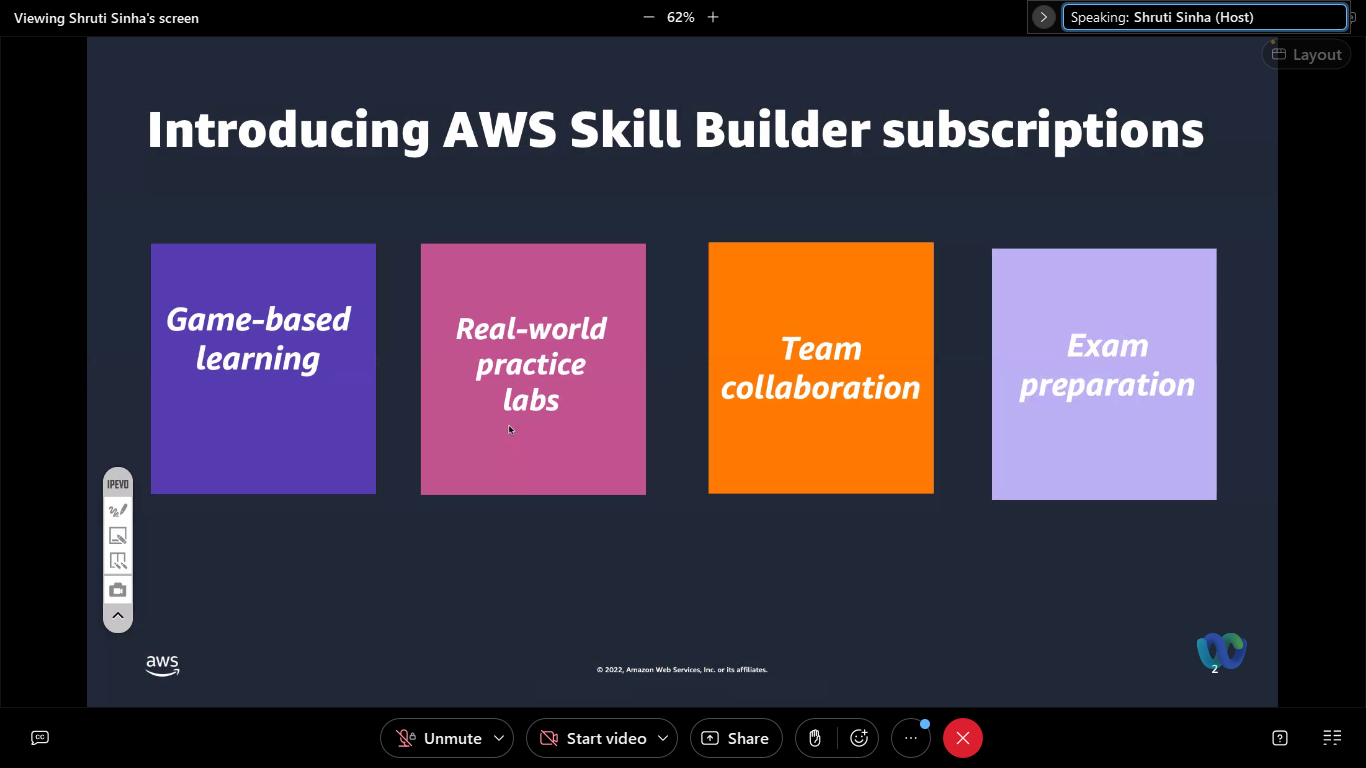 Viewing Shruti Sinha's screen
62%
Speaking: Shruti Sinha (Host)
Layout
Introducing AWS Skill Builder subscriptions
Game-based
learning
Real-world
practice
labs
Team
collaboration
Exam
preparation
IPEVO
aws
© 2022, Amazon Web Services, Inc. or its affiliates.
2
CC
Unmute
Start video
Share